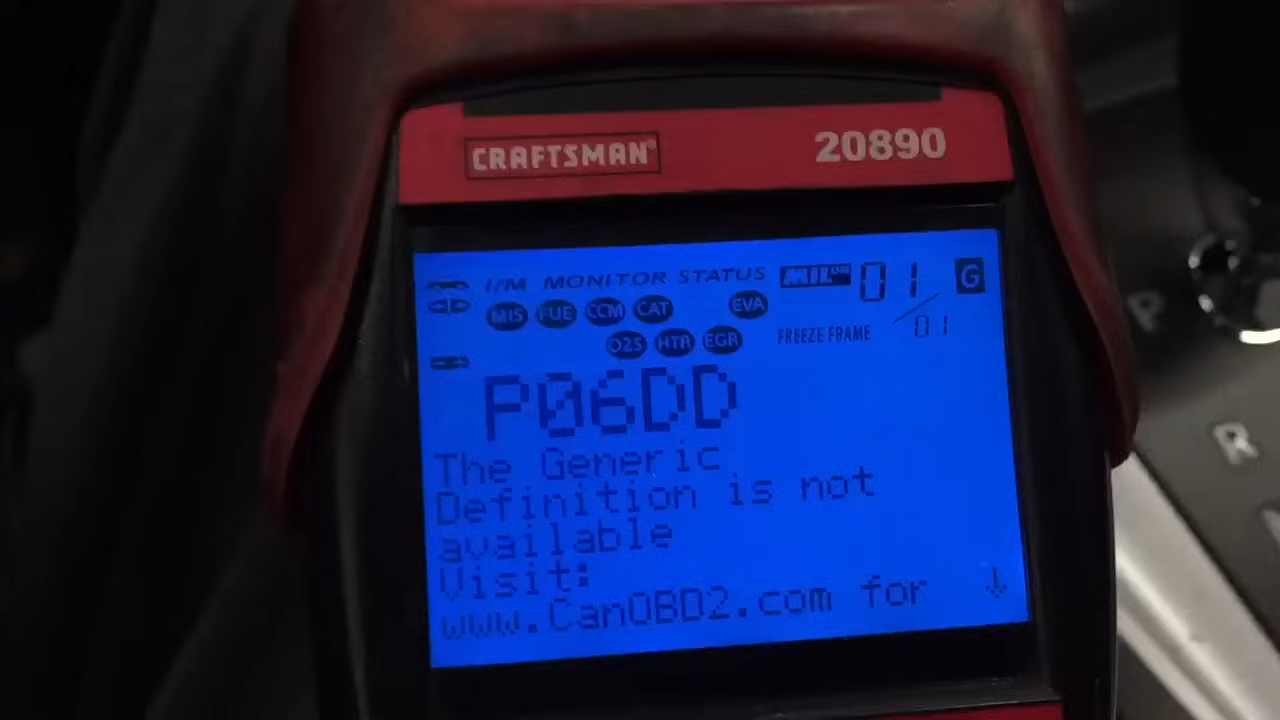 CRAFTSMAN® 20890
I/M MONITOR STATUS MIL ON 01 G
MIS FUE CCM CAT EVA
O2S HTR EGR FREEZE FRAME 01
P06DD
The Generic
Definition is not
available
Visit:
www.CanOBD2.com for
P
R